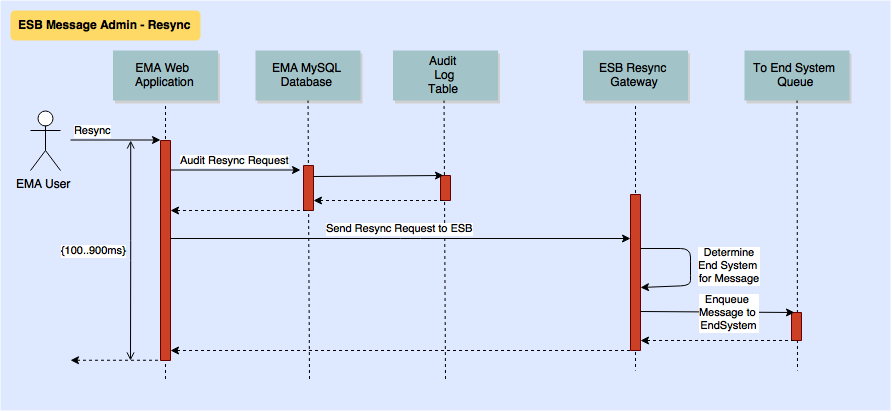 ESB Message Admin - Resync
EMA Web
Application
EMA MySQL
Database
Audit
Log
Table
ESB Resync
Gateway
To End System
Queue
Resync
EMA User
Audit Resync Request
Send Resync Request to ESB
{100..900ms}
Determine
End System
for Message
Enqueue
Message to
EndSystem